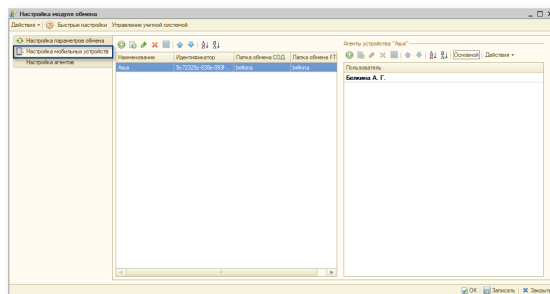 Настройка модуля обмена
Действия Быстрые настройки Управление учетной системой
Настройка параметров обмена
Настройка мобильных устройств
Настройка агентов
Наименование Идентификатор Папка обмена СОД Папка обмена FT
Asus belkina belkina
Агенты устройства "Asus"
Основной Действия
Пользователь
Белкина А. Г.
OK Записать Закрыть